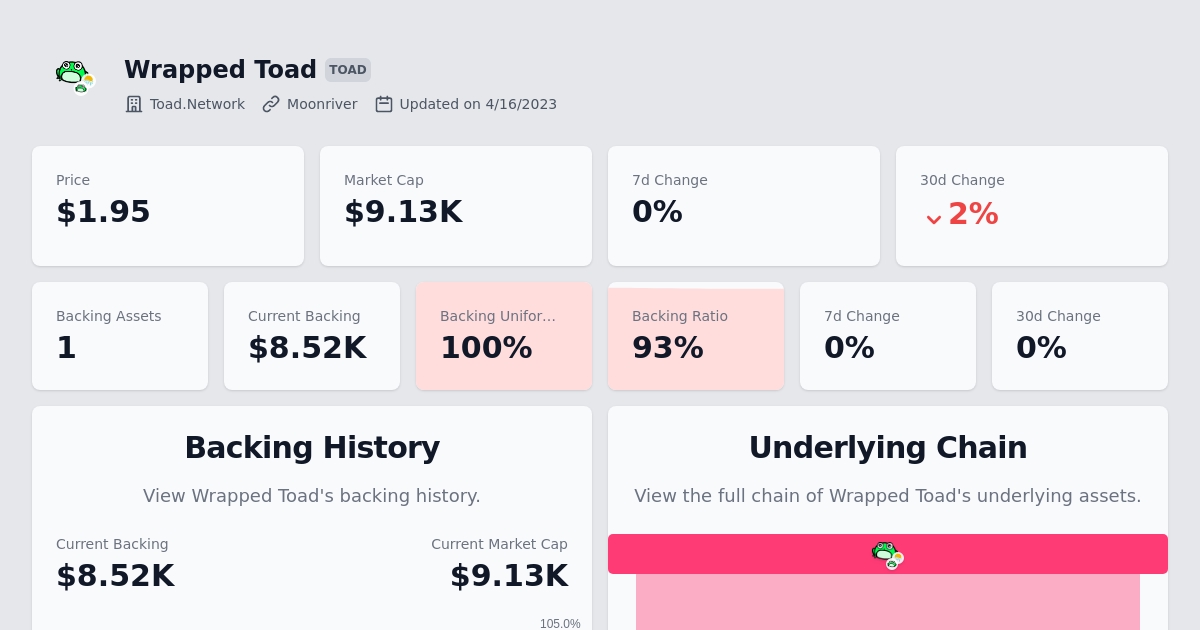 Wrapped Toad TOAD
Toad.Network Moonriver Updated on 4/16/2023
Price
$1.95
Market Cap
$9.13K
7d Change
0%
30d Change
2%
Backing Assets
1
Current Backing
$8.52K
Backing Unifor...
100%
Backing Ratio
93%
7d Change
0%
30d Change
0%
Backing History
View Wrapped Toad's backing history.
Current Backing
$8.52K
Current Market Cap
$9.13K
105.0%
Underlying Chain
View the full chain of Wrapped Toad's underlying assets.